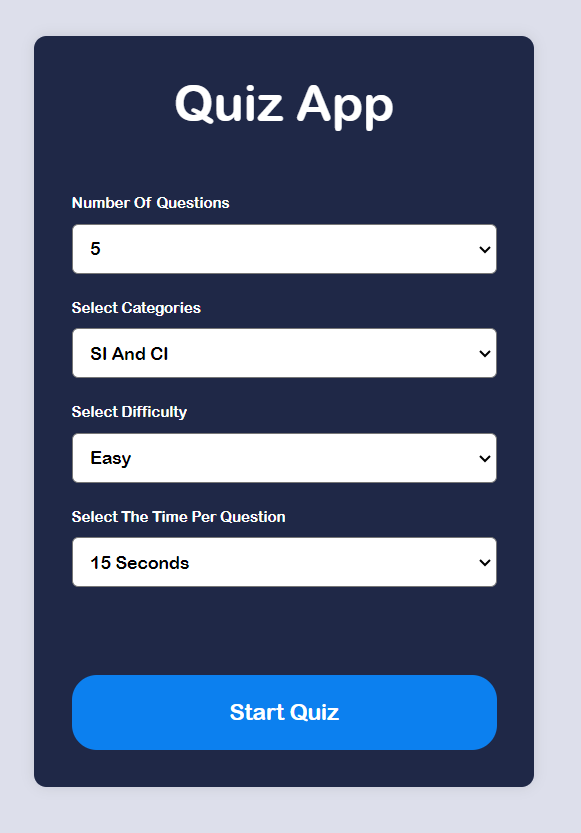 Quiz App
Number Of Questions
5
Select Categories
SI And CI
Select Difficulty
Easy
Select The Time Per Question
15 Seconds
Start Quiz